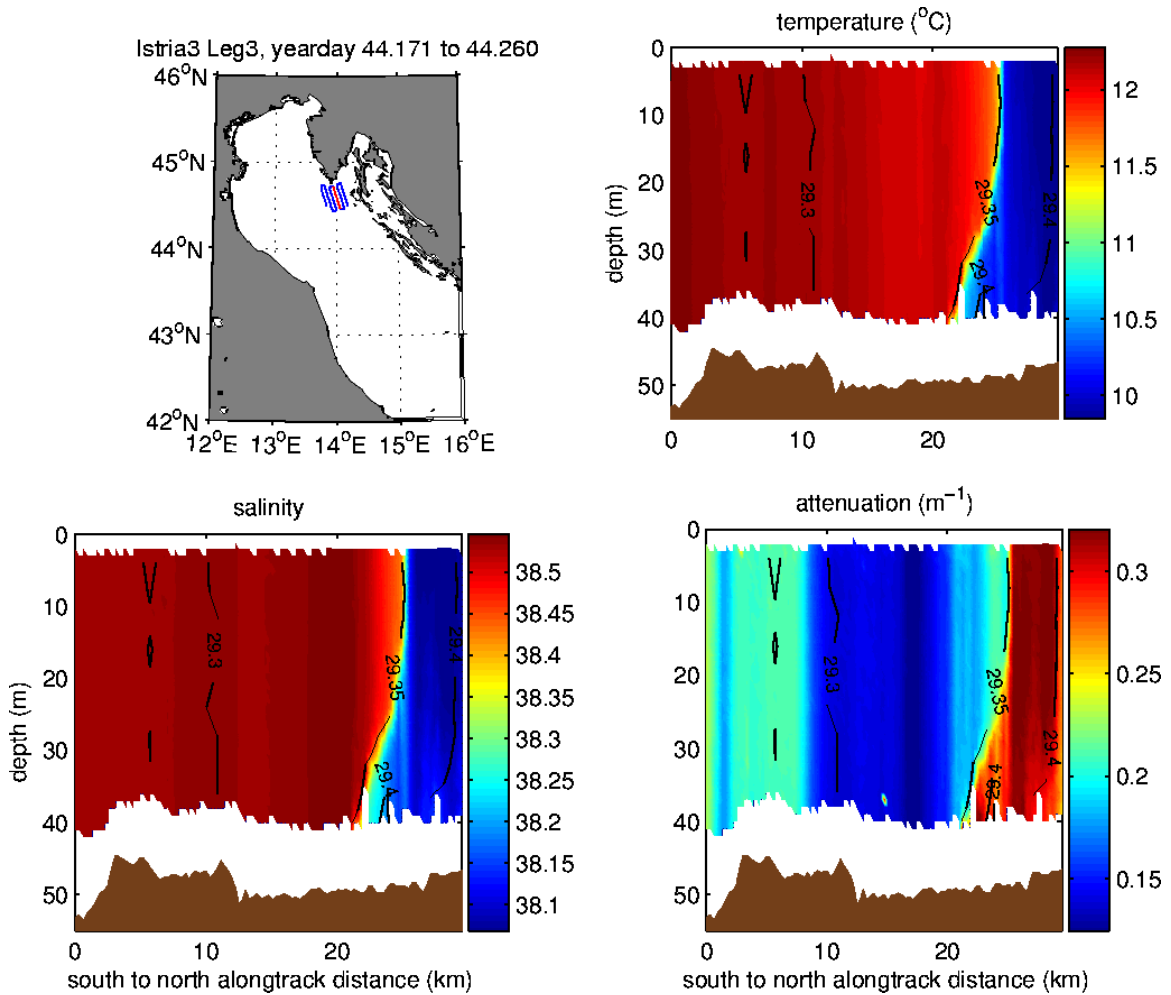 Istria3 Leg3, yearday 44.171 to 44.260
46°N
45°N
44°N
43°N
42°N
12°E 13°E 14°E 15°E 16°E
temperature (°C)
0
10
20
30
40
50
depth (m)
29.3
29.35
29.4
29.4
0 10 20
12
11.5
11
10.5
10
salinity
0
10
20
30
40
50
depth (m)
29.3
29.35
29.4
29.4
0 10 20
south to north alongtrack distance (km)
38.5
38.45
38.4
38.35
38.3
38.25
38.2
38.15
38.1
attenuation (m⁻¹)
0
10
20
30
40
50
29.3
29.35
29.4
29.4
0 10 20
south to north alongtrack distance (km)
0.3
0.25
0.2
0.15